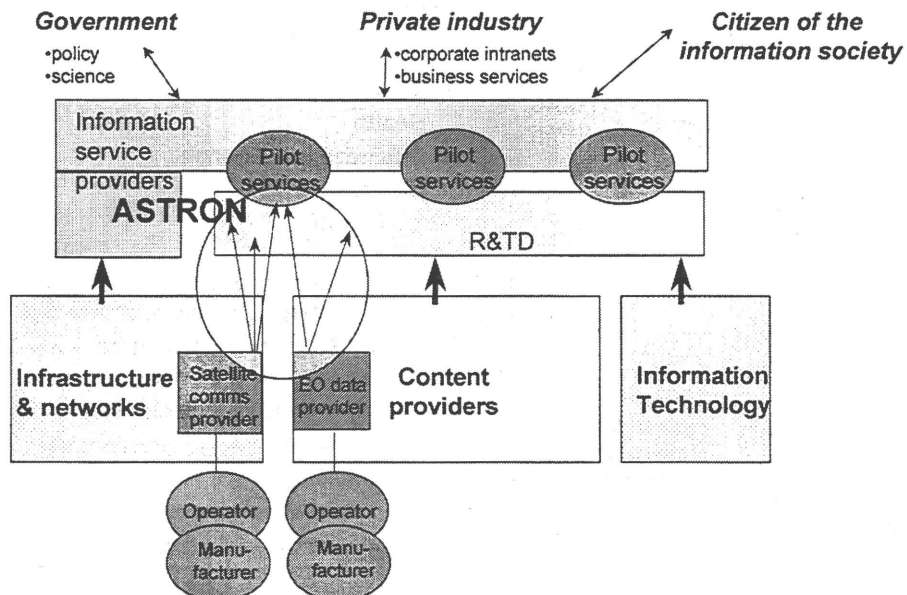 Government
•policy
•science
Private industry
•corporate intranets
•business services
Citizen of the
information society
Information
service
providers
Pilot
services
Pilot
services
Pilot
services
ASTRON
R&TD
Infrastructure
& networks
Satellite
comms
provider
EO data
provider
Content
providers
Information
Technology
Operator
Manu-
facturer
Operator
Manu-
facturer